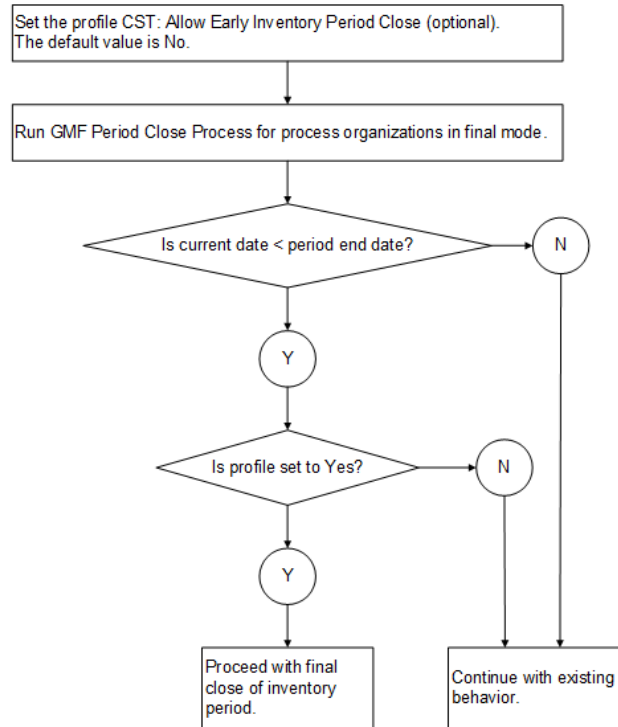 Set the profile CST: Allow Early Inventory Period Close (optional).
The default value is No.
Run GMF Period Close Process for process organizations in final mode.
Is current date < period end date?
N
Y
Is profile set to Yes?
N
Y
Proceed with final
close of inventory
period.
Continue with existing
behavior.